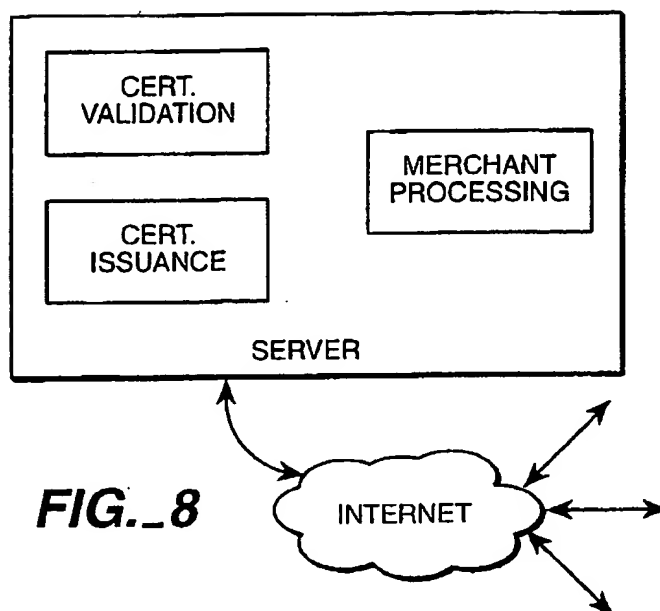 CERT.
VALIDATION
MERCHANT
PROCESSING
CERT.
ISSUANCE
SERVER
INTERNET
FIG._8